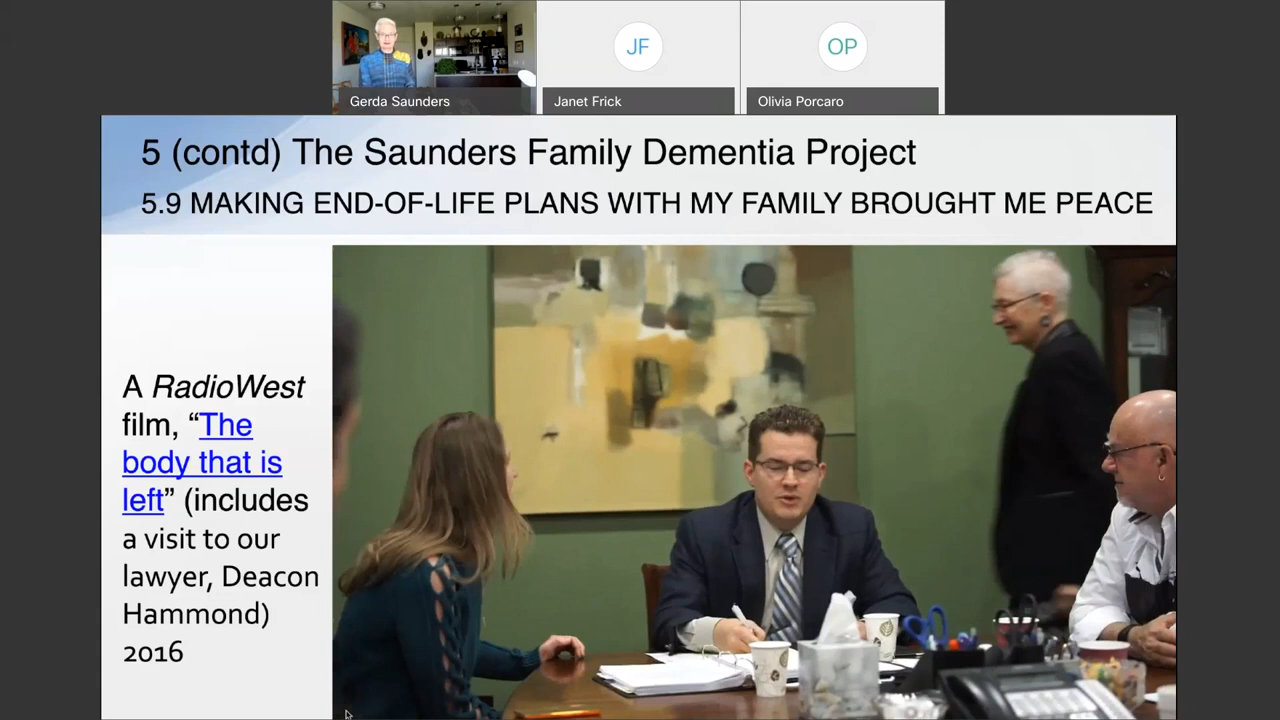 JF
OP
Gerda Saunders
Janet Frick
Olivia Porcaro
5 (contd) The Saunders Family Dementia Project
5.9 MAKING END-OF-LIFE PLANS WITH MY FAMILY BROUGHT ME PEACE
A RadioWest
film, “The
body that is
left” (includes
a visit to our
lawyer, Deacon
Hammond)
2016